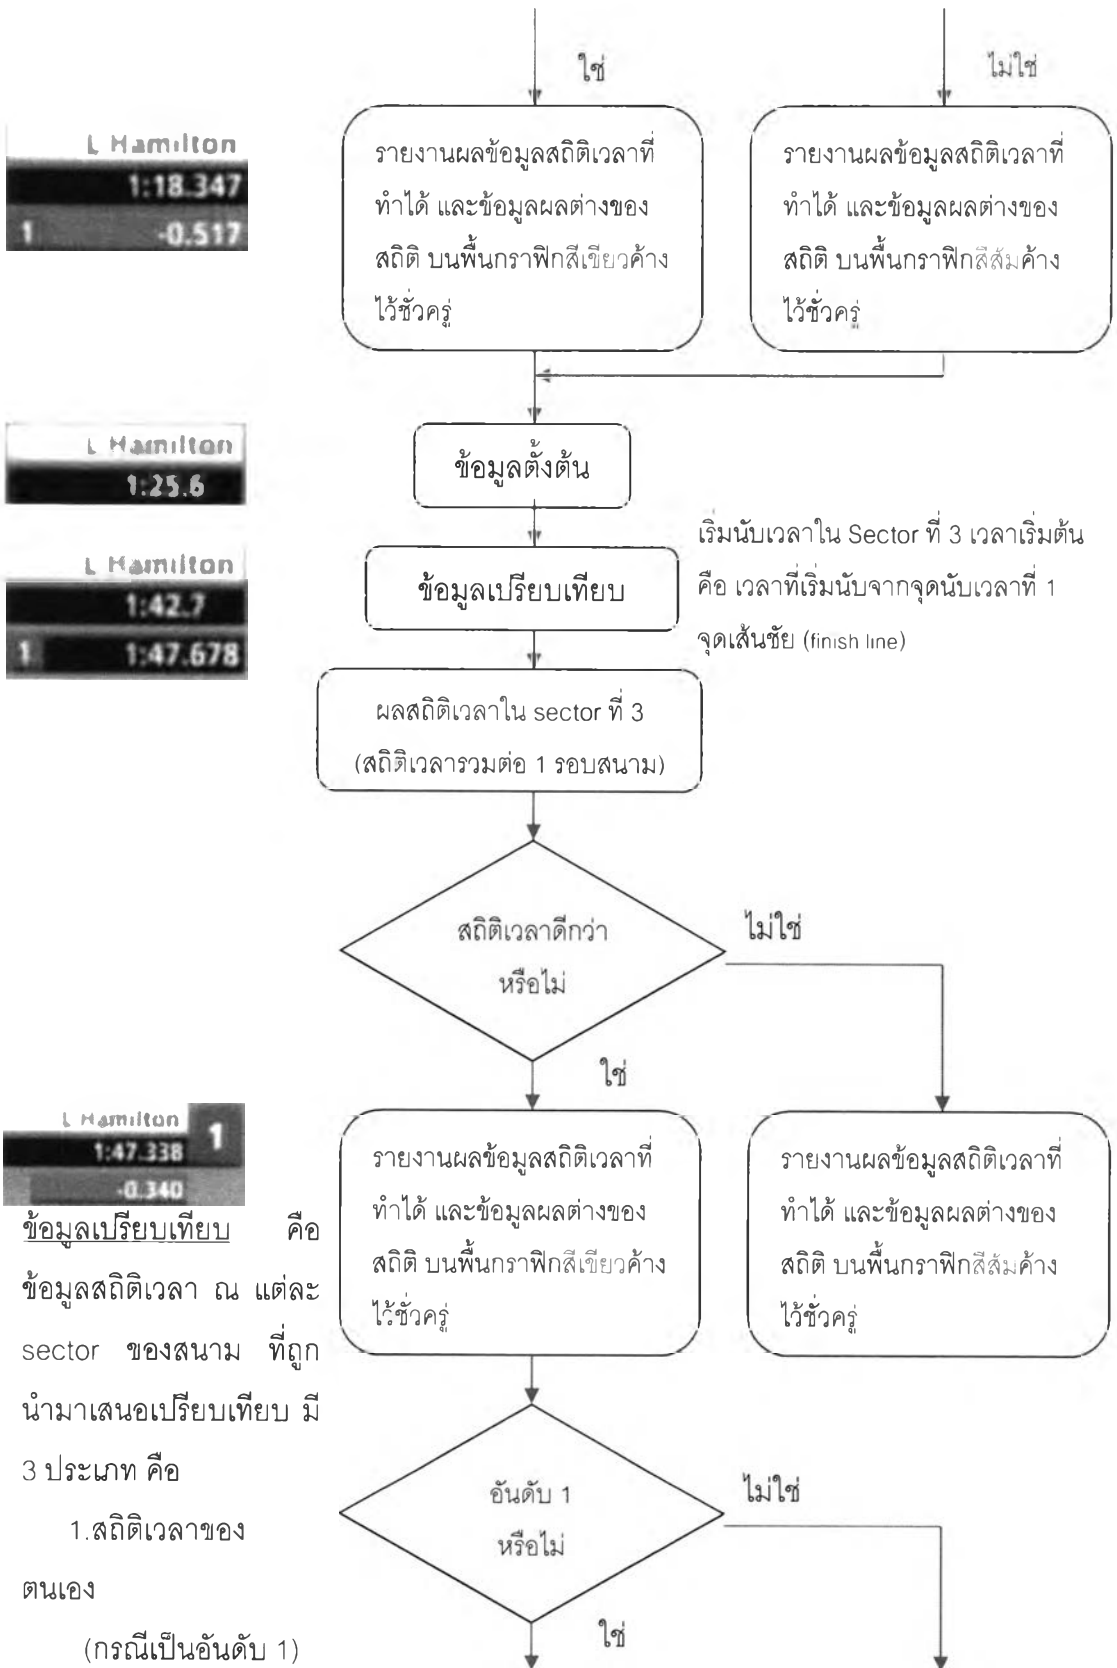 ใช่
ไม่ใช่
L Hamilton
1:18.347
1 -0.517
รายงานผลข้อมูลสถิติเวลาที่
ทำได้ และข้อมูลผลต่างของ
สถิติ บนพื้นกราฟิกสีเขียวค้าง
ไว้ชั่วครู่
รายงานผลข้อมูลสถิติเวลาที่
ทำได้ และข้อมูลผลต่างของ
สถิติ บนพื้นกราฟิกสีส้มค้าง
ไว้ชั่วครู่
L Hamilton
1:25.6
ข้อมูลตั้งต้น
L Hamilton
1:42.7
1 1:47.678
ข้อมูลเปรียบเทียบ
เริ่มนับเวลาใน Sector ที่ 3 เวลาเริ่มต้น
คือ เวลาที่เริ่มนับจากจุดนับเวลาที่ 1
จุดเส้นชัย (finish line)
ผลสถิติเวลาใน sector ที่ 3
(สถิติเวลารวมต่อ 1 รอบสนาม)
สถิติเวลาดีกว่า
หรือไม่
ไม่ใช่
ใช่
L Hamilton 1
1:47.338
-0.340
รายงานผลข้อมูลสถิติเวลาที่
ทำได้ และข้อมูลผลต่างของ
สถิติ บนพื้นกราฟิกสีเขียวค้าง
ไว้ชั่วครู่
รายงานผลข้อมูลสถิติเวลาที่
ทำได้ และข้อมูลผลต่างของ
สถิติ บนพื้นกราฟิกสีส้มค้าง
ไว้ชั่วครู่
ข้อมูลเปรียบเทียบ คือ
ข้อมูลสถิติเวลา ณ แต่ละ
sector ของสนาม ที่ถูก
นำมาเสนอเปรียบเทียบ มี
3 ประเภท คือ
1.สถิติเวลาของ
ตนเอง
(กรณีเป็นอันดับ 1)
อันดับ 1
หรือไม่
ไม่ใช่
ใช่